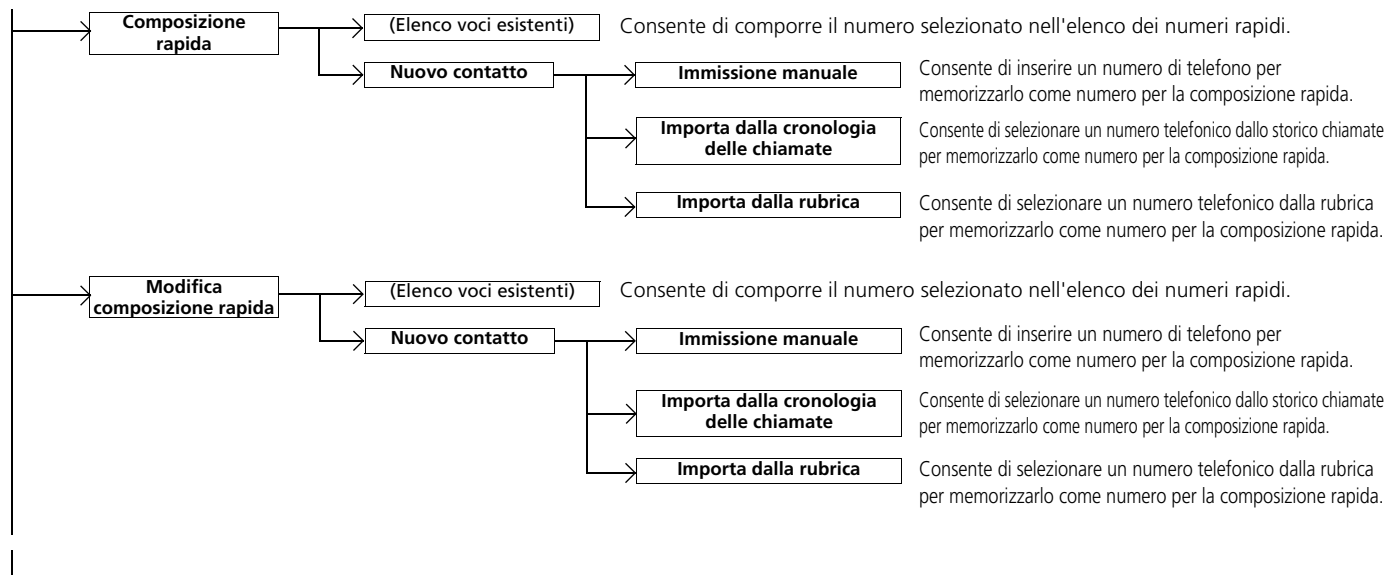 Composizione
rapida
(Elenco voci esistenti)
Consente di comporre il numero selezionato nell'elenco dei numeri rapidi.
Nuovo contatto
Immissione manuale
Consente di inserire un numero di telefono per
memorizzarlo come numero per la composizione rapida.
Importa dalla cronologia
delle chiamate
Consente di selezionare un numero telefonico dallo storico chiamate
per memorizzarlo come numero per la composizione rapida.
Importa dalla rubrica
Consente di selezionare un numero telefonico dalla rubrica
per memorizzarlo come numero per la composizione rapida.
Modifica
composizione rapida
(Elenco voci esistenti)
Consente di comporre il numero selezionato nell'elenco dei numeri rapidi.
Nuovo contatto
Immissione manuale
Consente di inserire un numero di telefono per
memorizzarlo come numero per la composizione rapida.
Importa dalla cronologia
delle chiamate
Consente di selezionare un numero telefonico dallo storico chiamate
per memorizzarlo come numero per la composizione rapida.
Importa dalla rubrica
Consente di selezionare un numero telefonico dalla rubrica
per memorizzarlo come numero per la composizione rapida.